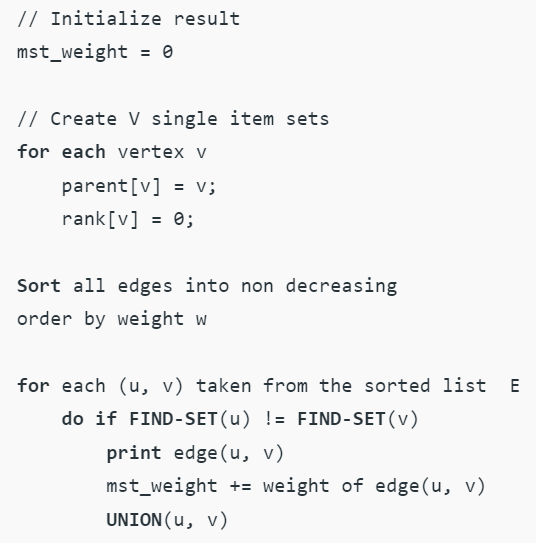 // Initialize result
mst_weight = 0
// Create V single item sets
for each vertex v
    parent[v] = v;
    rank[v] = 0;
Sort all edges into non decreasing
order by weight w
for each (u, v) taken from the sorted list  E
    do if FIND-SET(u) != FIND-SET(v)
        print edge(u, v)
        mst_weight += weight of edge(u, v)
        UNION(u, v)